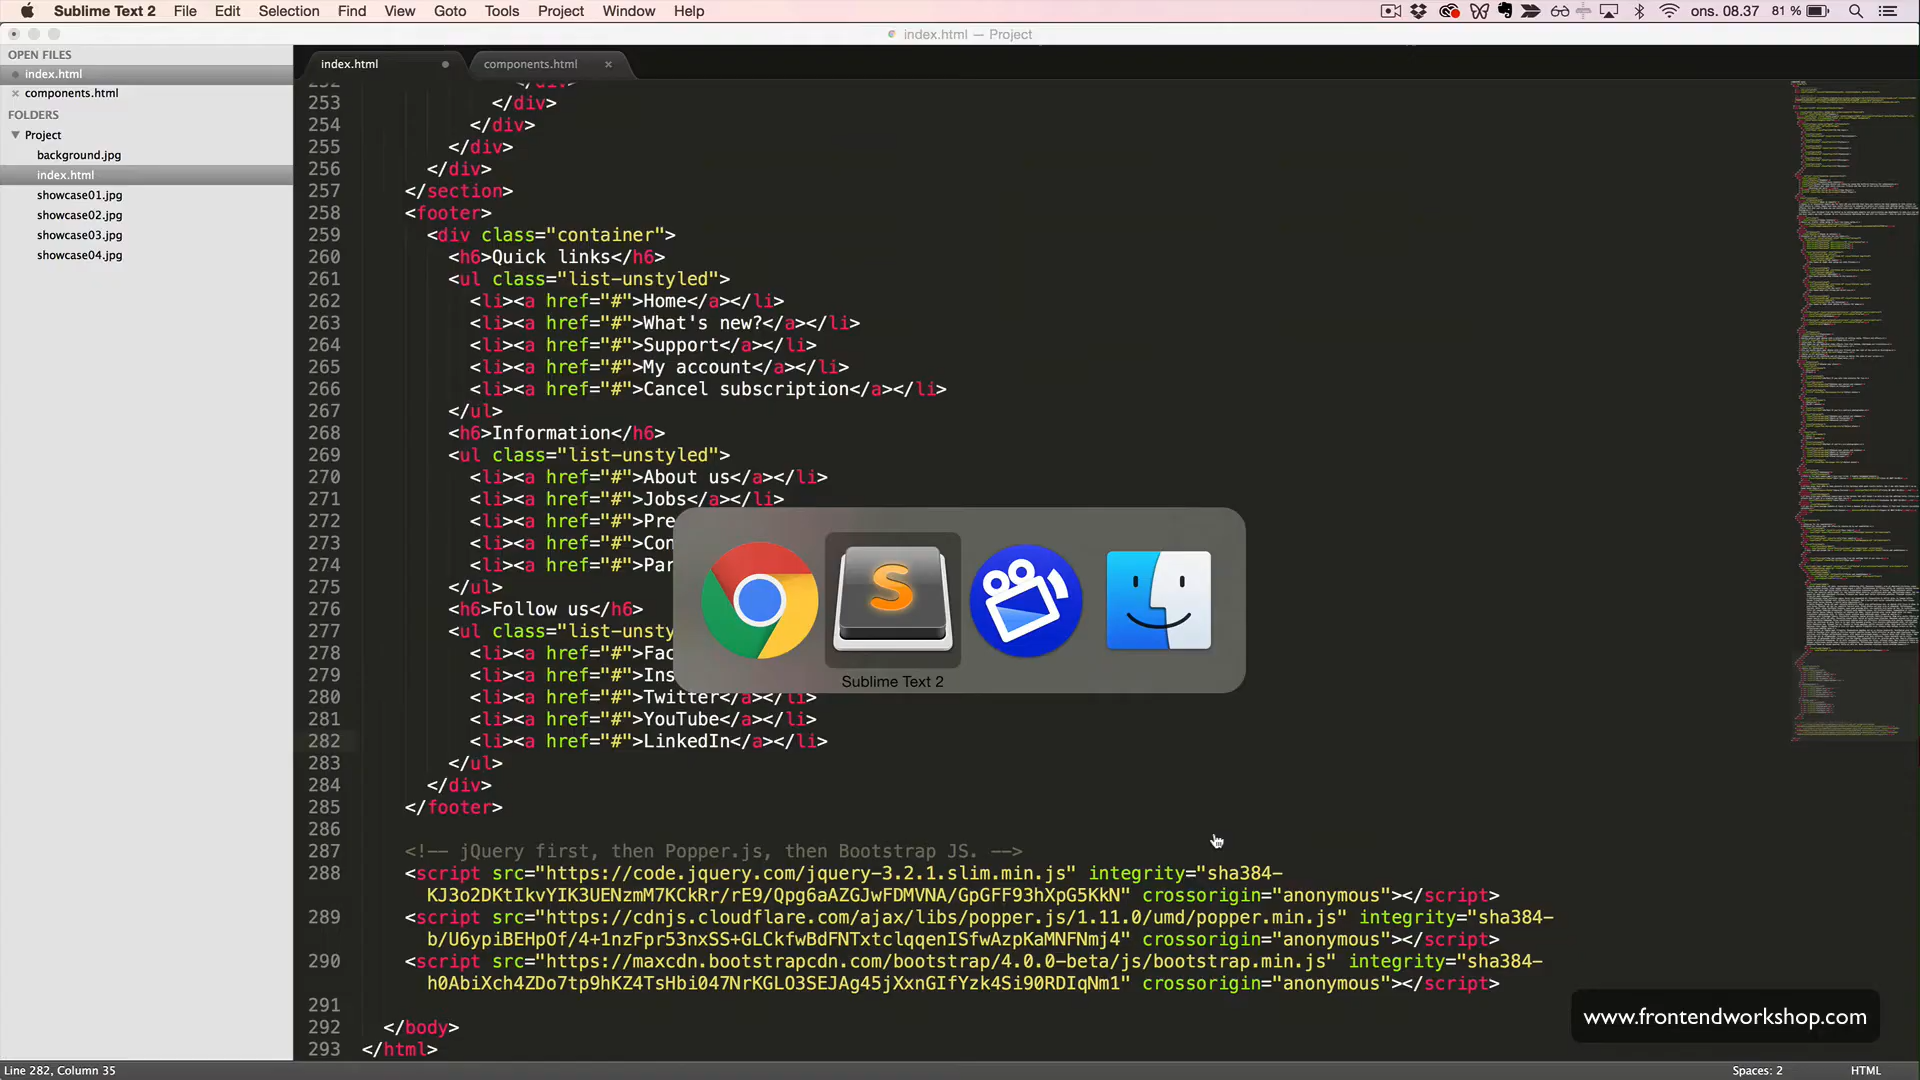 Sublime Text 2 File Edit Selection Find View Goto Tools Project Window Help ons. 08.37 81 %
index.html — Project
OPEN FILES
index.html
components.html
FOLDERS
Project
background.jpg
index.html
showcase01.jpg
showcase02.jpg
showcase03.jpg
showcase04.jpg
index.html components.html
253 </div>
254 </div>
255 </div>
256 </div>
257 </section>
258 <footer>
259 <div class="container">
260 <h6>Quick links</h6>
261 <ul class="list-unstyled">
262 <li><a href="#">Home</a></li>
263 <li><a href="#">What's new?</a></li>
264 <li><a href="#">Support</a></li>
265 <li><a href="#">My account</a></li>
266 <li><a href="#">Cancel subscription</a></li>
267 </ul>
268 <h6>Information</h6>
269 <ul class="list-unstyled">
270 <li><a href="#">About us</a></li>
271 <li><a href="#">Jobs</a></li>
272 <li><a href="#">Pre
273 <li><a href="#">Con
274 <li><a href="#">Par
275 </ul>
276 <h6>Follow us</h6>
277 <ul class="list-unsty
278 <li><a href="#">Fac
279 <li><a href="#">Ins
280 <li><a href="#">Twitter</a></li>
281 <li><a href="#">YouTube</a></li>
282 <li><a href="#">LinkedIn</a></li>
283 </ul>
284 </div>
285 </footer>
286
287 <!-- jQuery first, then Popper.js, then Bootstrap JS. -->
288 <script src="https://code.jquery.com/jquery-3.2.1.slim.min.js" integrity="sha384-
KJ3o2DKtIkvYIK3UENzmM7KCkRr/rE9/Qpg6aAZGJwFDMVNA/GpGFF93hXpG5KkN" crossorigin="anonymous"></script>
289 <script src="https://cdnjs.cloudflare.com/ajax/libs/popper.js/1.11.0/umd/popper.min.js" integrity="sha384-
b/U6ypiBEHpOf/4+1nzFpr53nxSS+GLCkfwBdFNTxtclqqenISfwAzpKaMNFNmj4" crossorigin="anonymous"></script>
290 <script src="https://maxcdn.bootstrapcdn.com/bootstrap/4.0.0-beta/js/bootstrap.min.js" integrity="sha384-
h0AbiXch4ZDo7tp9hKZ4TsHbi047NrKGLO3SEJAg45jXxnGIfYzk4Si90RDIqNm1" crossorigin="anonymous"></script>
291
292 </body>
293 </html>
Sublime Text 2
www.frontendworkshop.com
Line 282, Column 35 Spaces: 2 HTML